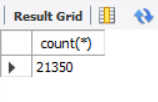 Result Grid
count(*)
21350